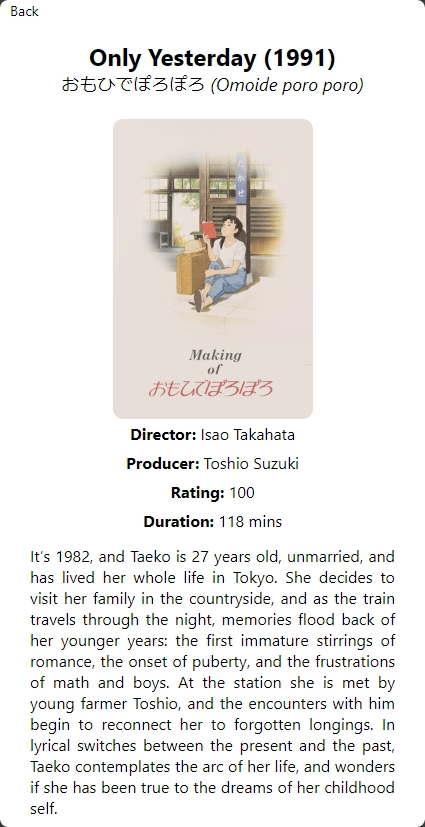 Back
Only Yesterday (1991)
おもひでぽろぽろ (Omoide poro poro)
たかせ
Making
of
おもひでぽろぽろ
Director: Isao Takahata
Producer: Toshio Suzuki
Rating: 100
Duration: 118 mins
It’s 1982, and Taeko is 27 years old, unmarried, and
has lived her whole life in Tokyo. She decides to
visit her family in the countryside, and as the train
travels through the night, memories flood back of
her younger years: the first immature stirrings of
romance, the onset of puberty, and the frustrations
of math and boys. At the station she is met by
young farmer Toshio, and the encounters with him
begin to reconnect her to forgotten longings. In
lyrical switches between the present and the past,
Taeko contemplates the arc of her life, and wonders
if she has been true to the dreams of her childhood
self.